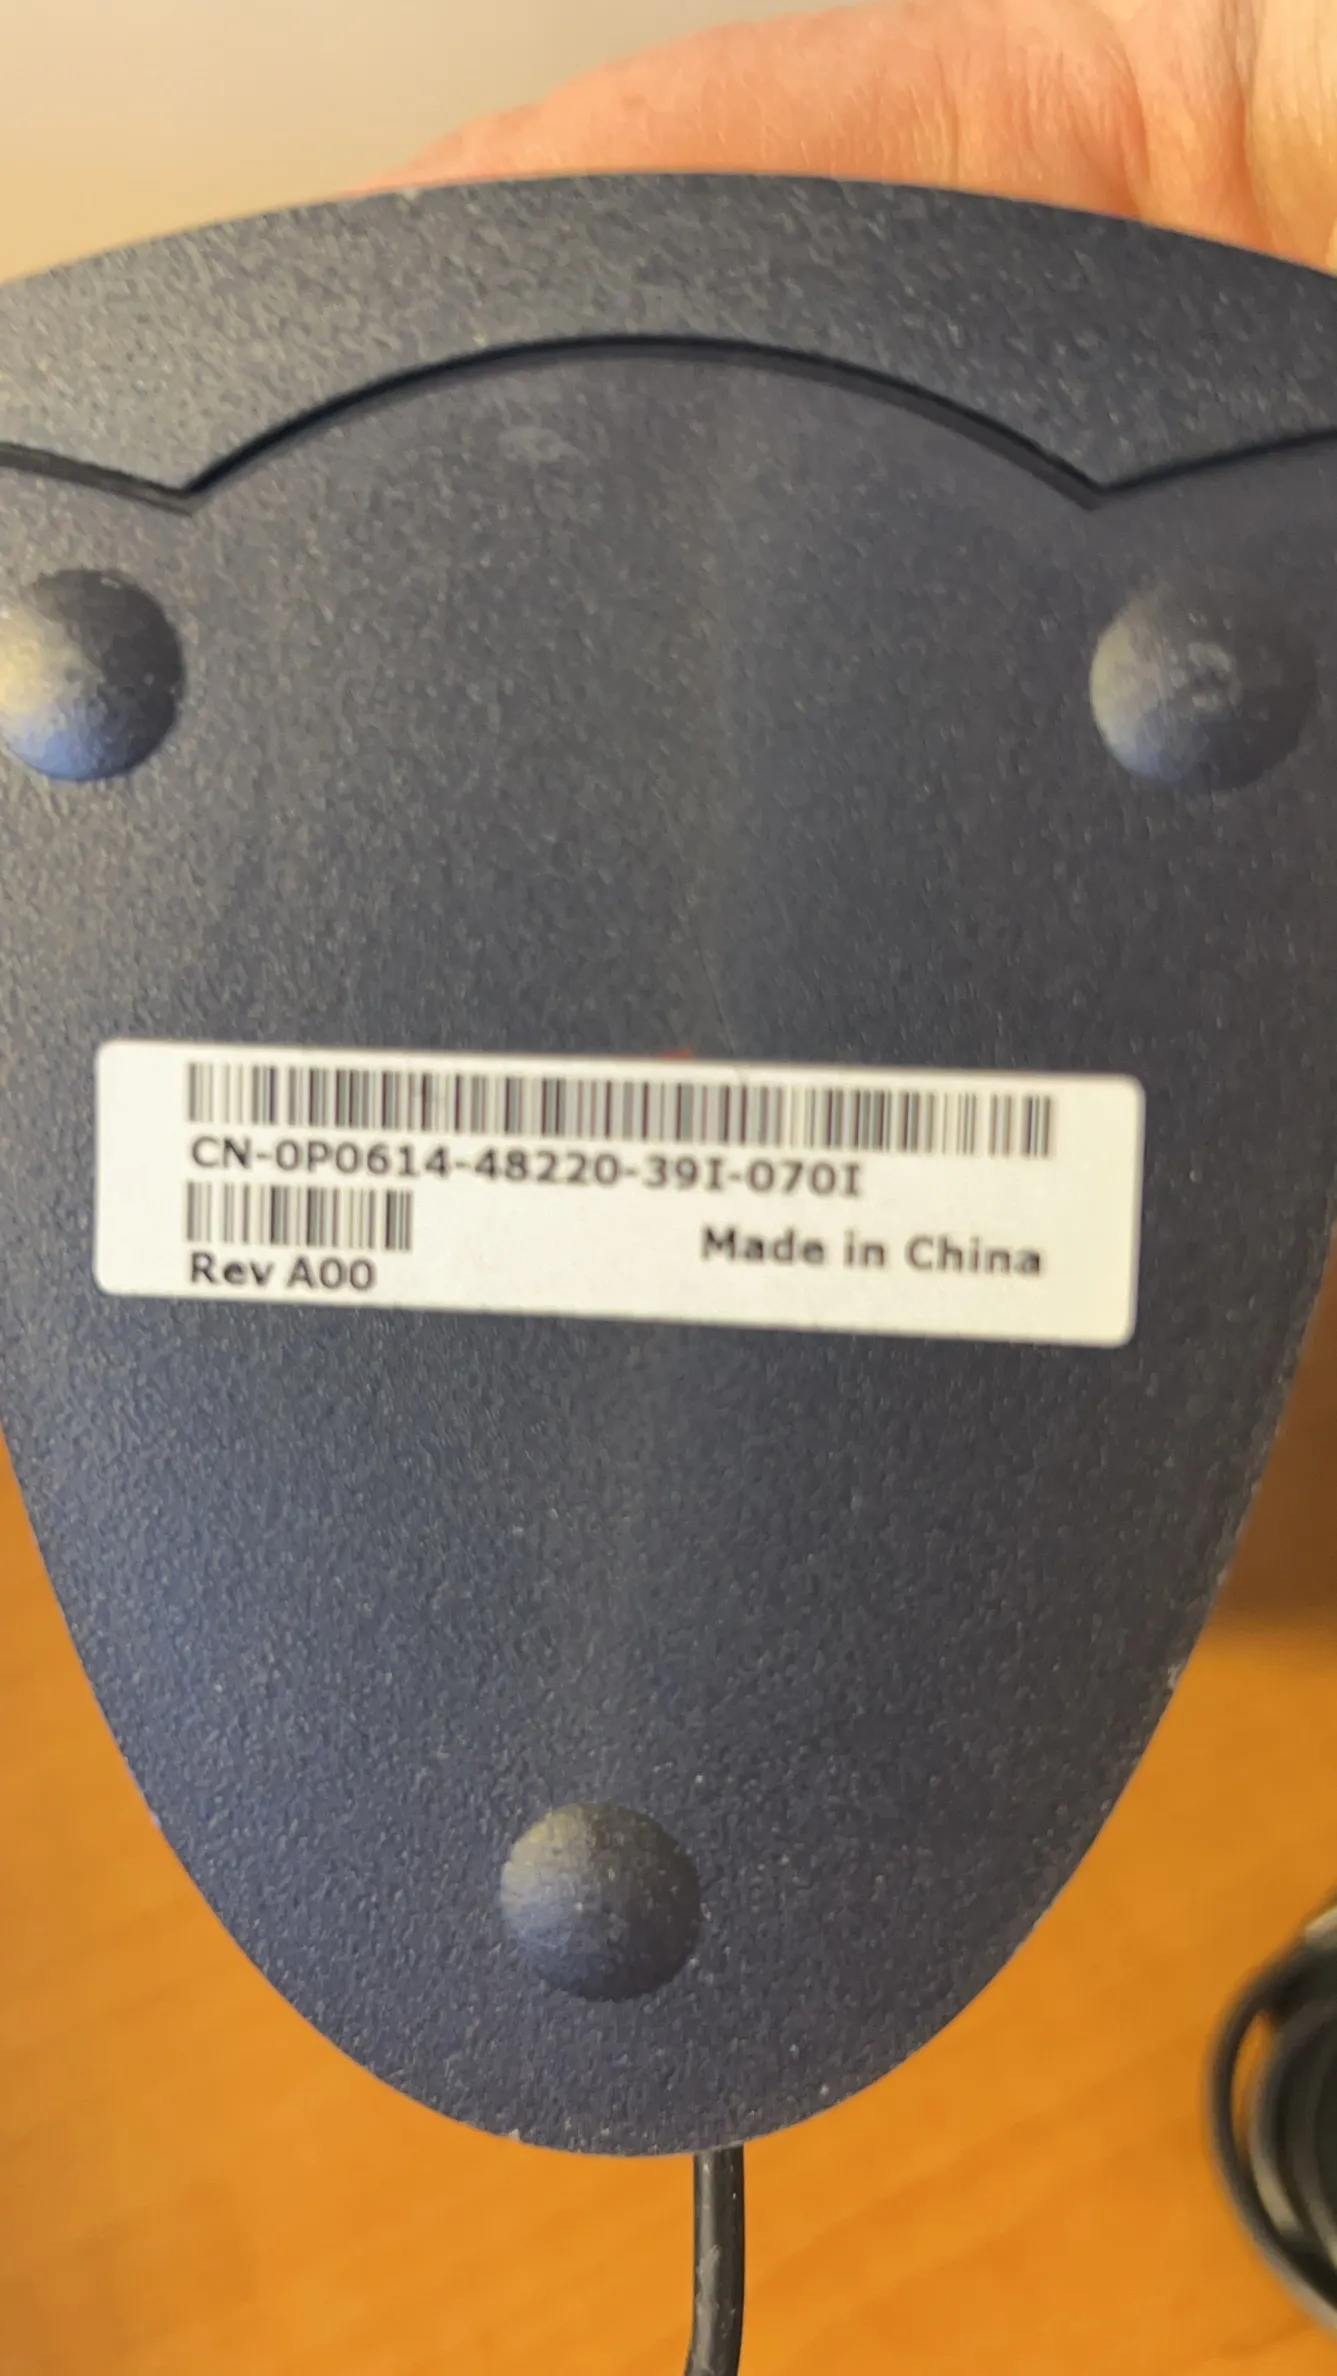 CN-0P0614-48220-39I-070I
Rev A00
Made in China